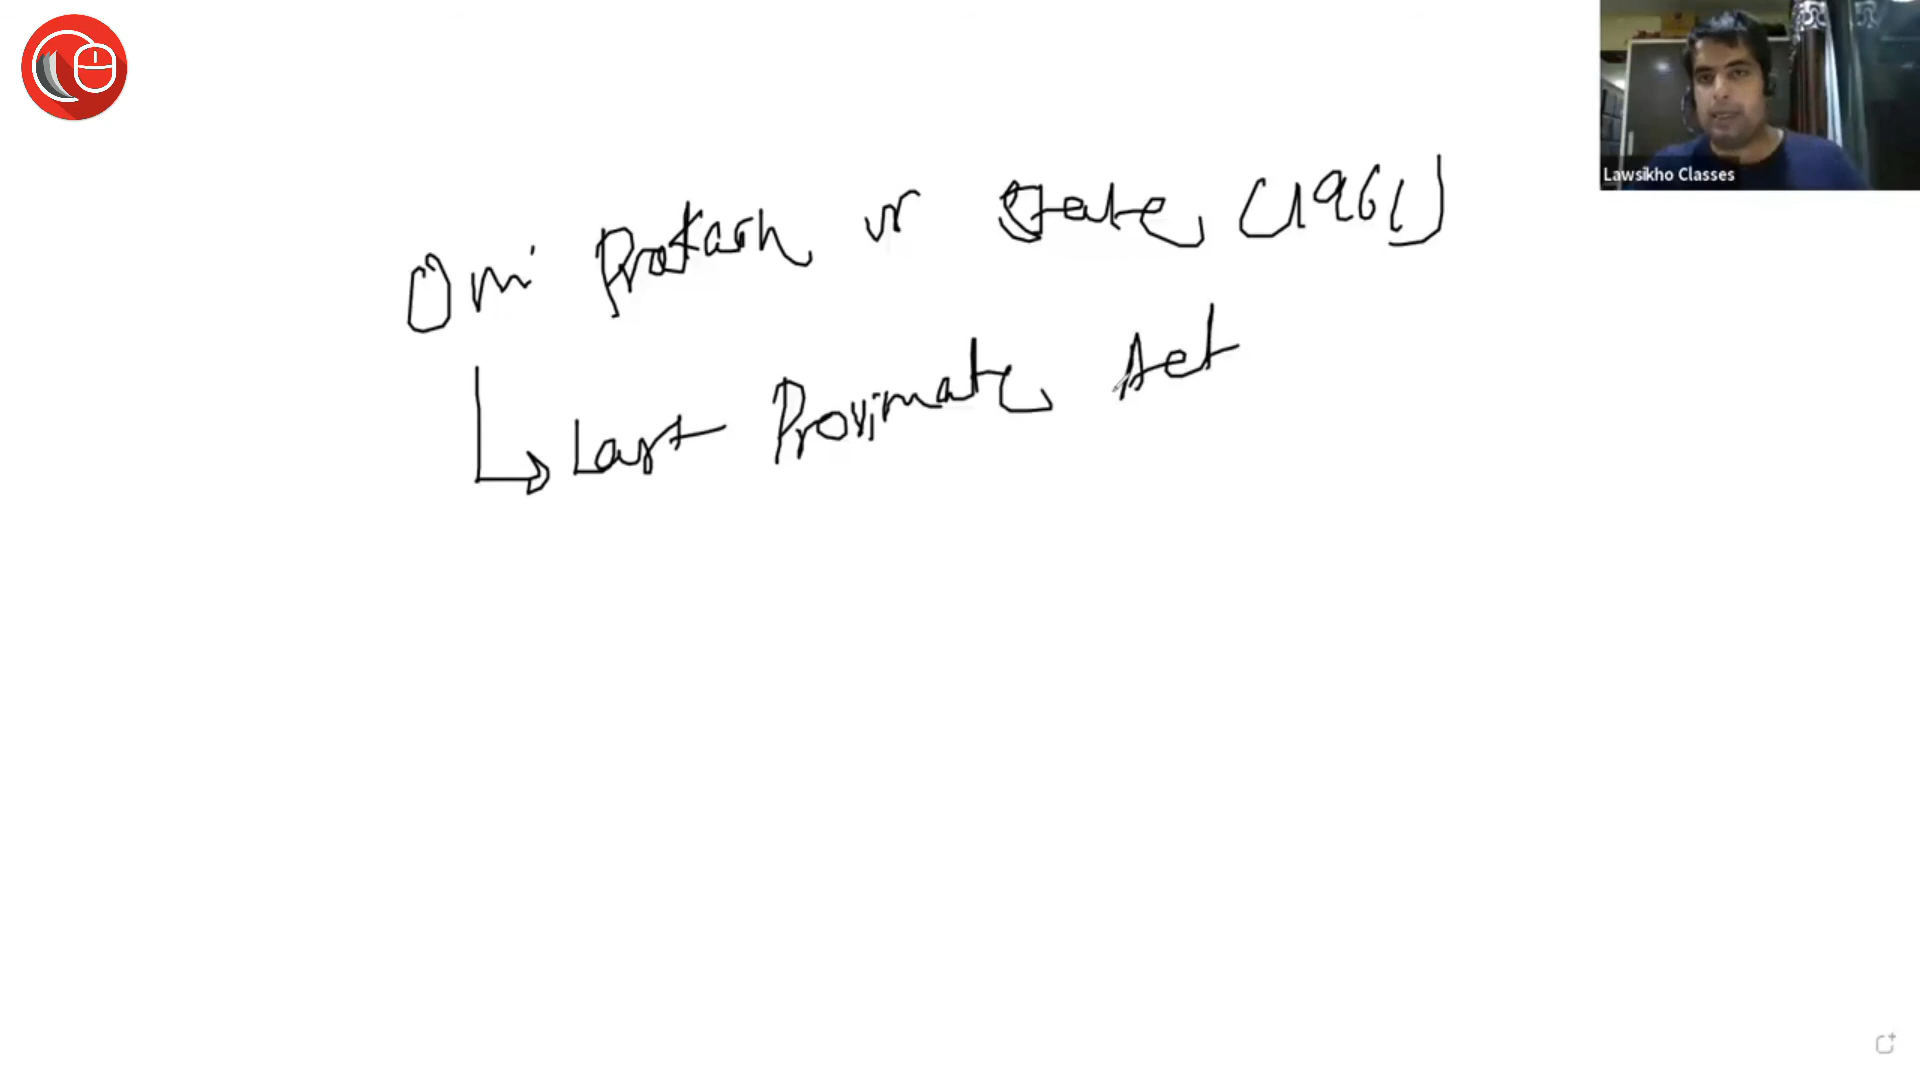 Om Prakash vs State (1961)
Last Proximate Act
Lawsikho Classes